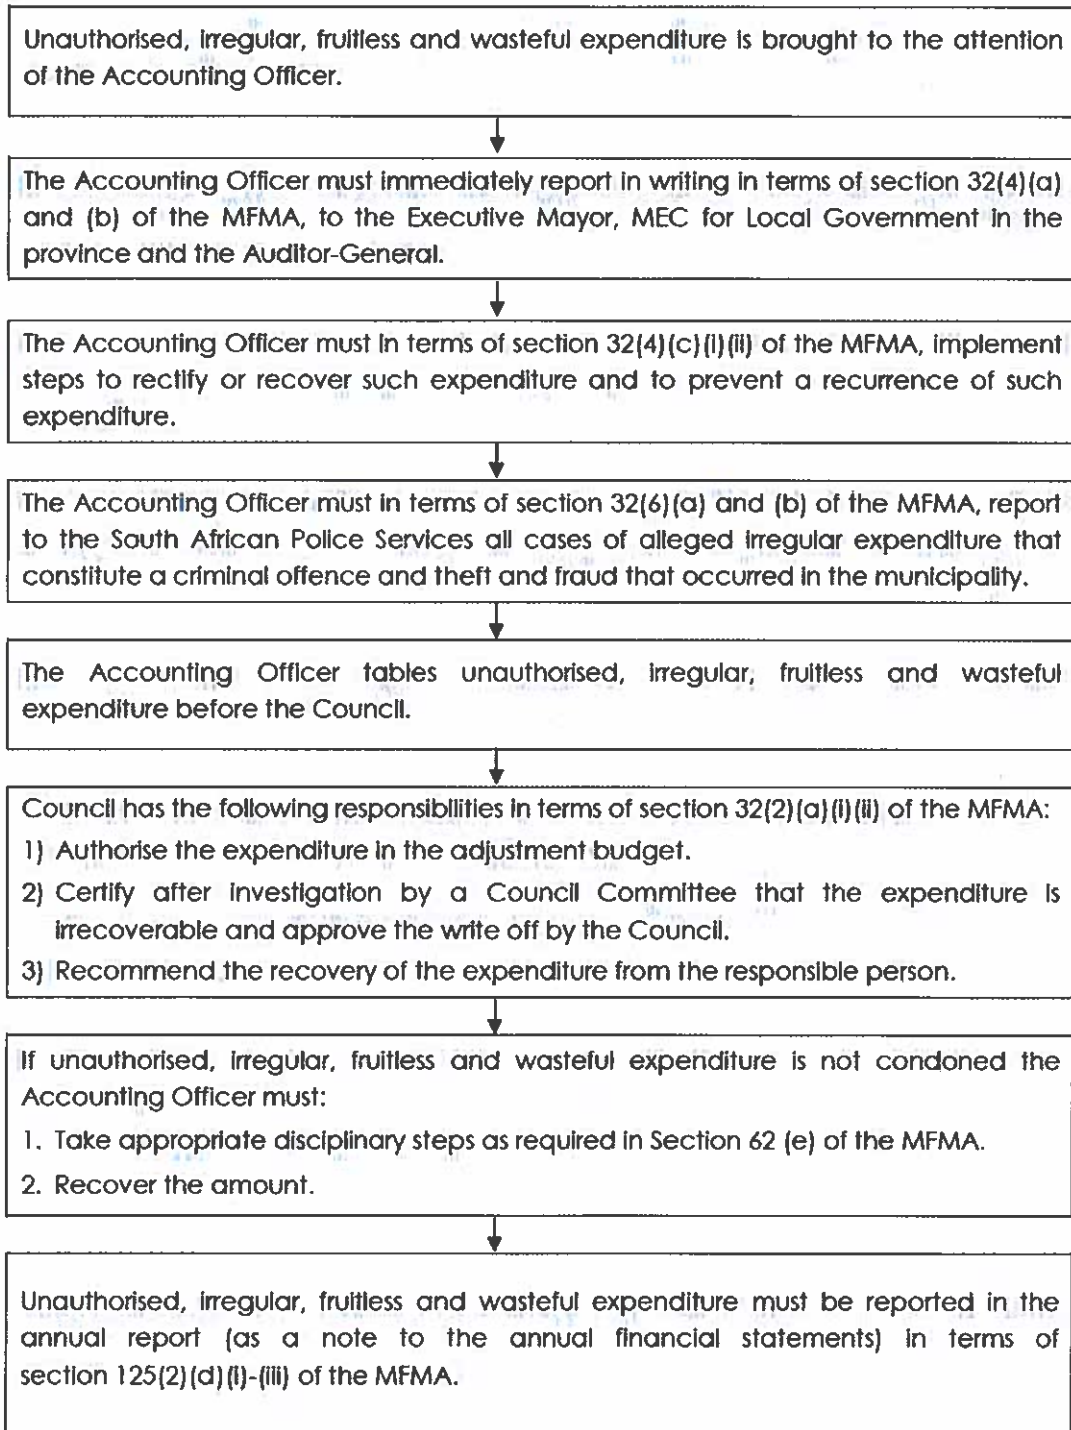 Unauthorised, irregular, fruitless and wasteful expenditure is brought to the attention
of the Accounting Officer.
The Accounting Officer must immediately report in writing in terms of section 32(4)(a)
and (b) of the MFMA, to the Executive Mayor, MEC for Local Government in the
province and the Auditor-General.
The Accounting Officer must in terms of section 32(4)(c)(i)(ii) of the MFMA, implement
steps to rectify or recover such expenditure and to prevent a recurrence of such
expenditure.
The Accounting Officer must in terms of section 32(6)(a) and (b) of the MFMA, report
to the South African Police Services all cases of alleged irregular expenditure that
constitute a criminal offence and theft and fraud that occurred in the municipality.
The Accounting Officer tables unauthorised, irregular, fruitless and wasteful
expenditure before the Council.
Council has the following responsibilities in terms of section 32(2)(a)(i)(ii) of the MFMA:
1) Authorise the expenditure in the adjustment budget.
2) Certify after investigation by a Council Committee that the expenditure is
irrecoverable and approve the write off by the Council.
3) Recommend the recovery of the expenditure from the responsible person.
If unauthorised, irregular, fruitless and wasteful expenditure is not condoned the
Accounting Officer must:
1. Take appropriate disciplinary steps as required in Section 62 (e) of the MFMA.
2. Recover the amount.
Unauthorised, irregular, fruitless and wasteful expenditure must be reported in the
annual report (as a note to the annual financial statements) in terms of
section 125(2)(d)(i)-(iii) of the MFMA.